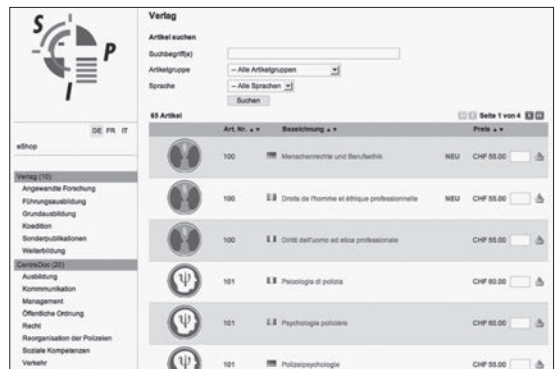 S
P
I
DE FR IT
eShop
Verlag (10)
Angewandte Forschung
Führungsausbildung
Grundausbildung
Koedition
Sonderpublikationen
Weiterbildung
CentreDoc (20)
Ausbildung
Kommmunikation
Management
Öffentliche Ordnung
Recht
Reorganisation der Polizeien
Soziale Kompetenzen
Verkehr
Verlag
Artikel suchen
Suchbegriff(e)
Artikelgruppe -- Alle Artikelgruppen
Sprache -- Alle Sprachen
Suchen
65 Artikel Seite 1 von 4
Art. Nr. Bezeichnung Preis
100 Menschenrechte und Berufsethik NEU CHF 55.00
100 Droits de l'homme et éthique professionnelle NEU CHF 55.00
100 Diritti dell'uomo ed etica professionale CHF 55.00
101 Psicologia di polizia CHF 60.00
101 Psychologie policière CHF 60.00
101 Polizeipsychologie CHF 55.00